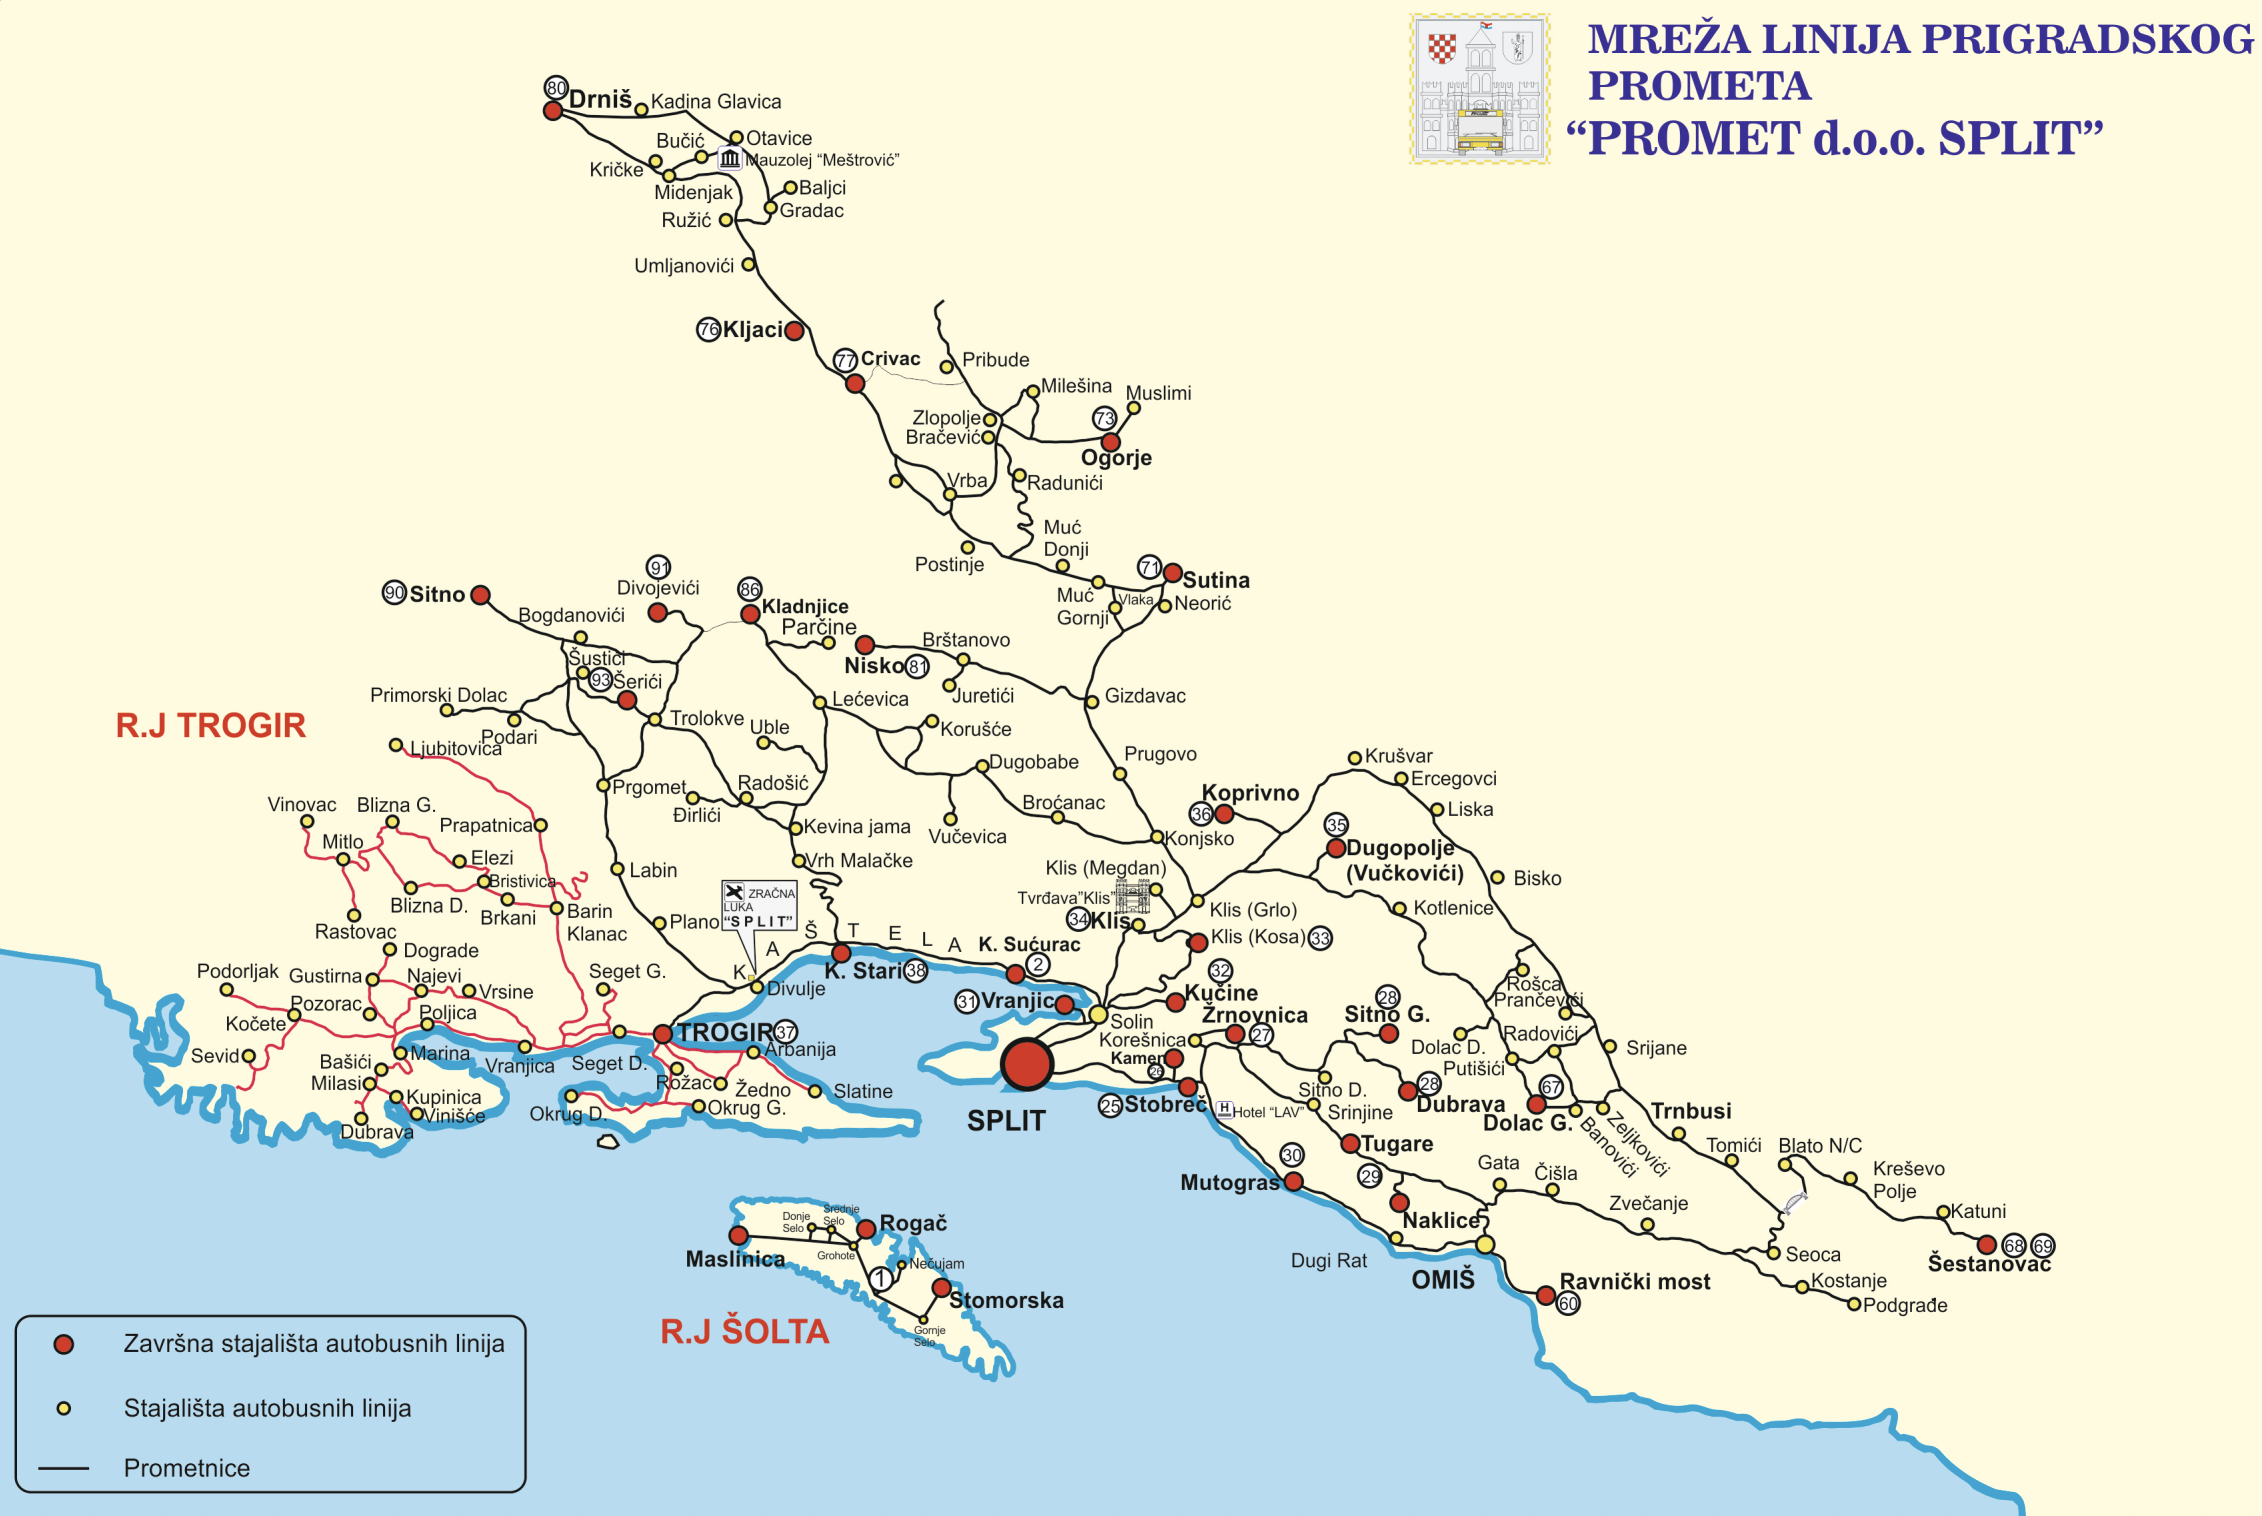 MREŽA LINIJA PRIGRADSKOG
PROMETA
“PROMET d.o.o. SPLIT”
80
Drniš
Kadina Glavica
Bučić
Otavice
Mauzolej “Meštrović”
Kričke
Midenjak
Baljci
Gradac
Ružić
Umljanovići
76
Kljaci
77
Crivac
Pribude
Milešina
Muslimi
73
Zlopolje
Bračević
Ogorje
Vrba
Radunići
Muć
Donji
Postinje
71
Sutina
Muć
Gornji
Vlaka
Neorić
90
Sitno
91
Divojevići
86
Kladnjice
Bogdanovići
Parčine
Nisko
81
Brštanovo
Šustići
93
Šerići
Juretići
Gizdavac
Primorski Dolac
Lećevica
Podari
Trolokve
Uble
Korušće
R.J TROGIR
Ljubitovica
Prugovo
Dugobabe
Krušvar
Ercegovci
Prgomet
Radošić
Đirlići
Broćanac
Koprivno
36
Liska
Vinovac
Blizna G.
Prapatnica
Kevina jama
Vučevica
Konjsko
35
Dugopolje
(Vučkovići)
Mitlo
Elezi
Vrh Malačke
Labin
Klis (Megdan)
Bristivica
Bisko
Blizna D.
Brkani
Barin
Klanac
ZRAČNA
LUKA
“SPLIT”
Tvrđava”Klis”
Plano
34
Klis
Klis (Grlo)
Kotlenice
Rastovac
K A Š T E L A
K. Sućurac
2
Klis (Kosa)
33
Dograde
Podorljak
Gustirna
Najevi
Vrsine
Seget G.
K. Stari
38
32
Kučine
Rošca
Prančevići
Divulje
31
Vranjic
Pozorac
Poljica
Kočete
TROGIR
37
Solin
Žrnovnica
27
28
Sitno G.
Radovići
Korešnica
Dolac D.
Srijane
Sevid
Bašići
Marina
Vranjica
Seget D.
Arbanija
Kamen
26
Putišići
Milasi
Rožac
Žedno
Slatine
Sitno D.
28
Dubrava
67
Kupinica
Vinišće
Okrug D.
Okrug G.
SPLIT
25
Stobreč
H
Hotel “LAV”
Srinjine
Dolac G.
Banovići
Zeljkovići
Trnbusi
Dubrava
Tugare
Tomići
Blato N/C
30
Mutogras
29
Gata
Čišla
Kreševo
Polje
Naklice
Zvečanje
Katuni
Donje
Selo
Srednje
Selo
Rogač
Maslinica
Grohote
Nečujam
1
Stomorska
Gornje
Selo
R.J ŠOLTA
Dugi Rat
OMIŠ
Seoca
68
69
Šestanovac
Ravnički most
60
Kostanje
Podgrađe
Završna stajališta autobusnih linija
Stajališta autobusnih linija
Prometnice